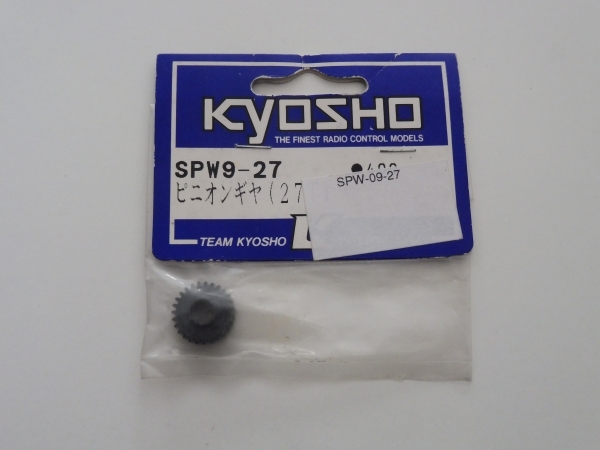 KYOSHO
THE FINEST RADIO CONTROL MODELS
SPW9-27
SPW-09-27
ピニオンギヤ(27
TEAM KYOSHO